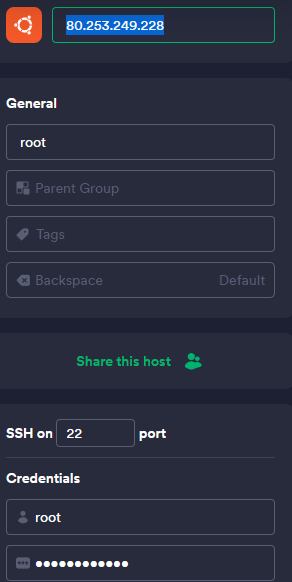 80.253.249.228
General
root
Parent Group
Tags
Backspace Default
Share this host
SSH on 22 port
Credentials
root
●●●●●●●●●●●●